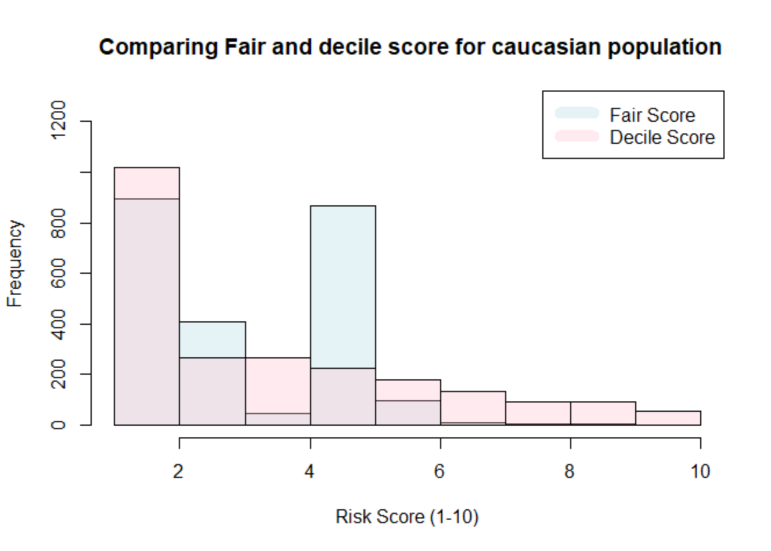 Comparing Fair and decile score for caucasian population
Fair Score
Decile Score
1200
800
600
400
200
0
Frequency
2 4 6 8 10
Risk Score (1-10)